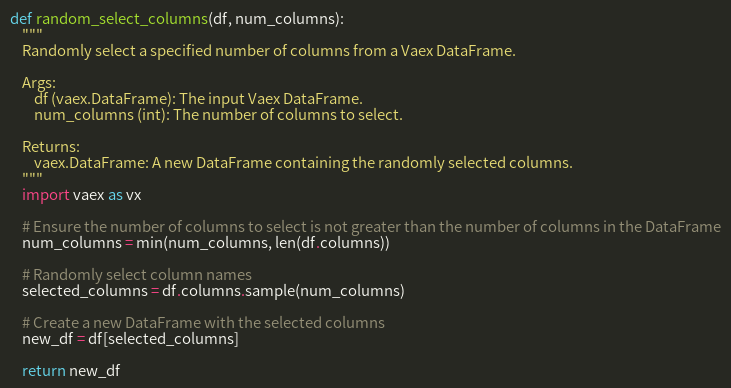 def random_select_columns(df, num_columns):
"""
Randomly select a specified number of columns from a Vaex DataFrame.
Args:
df (vaex.DataFrame): The input Vaex DataFrame.
num_columns (int): The number of columns to select.
Returns:
vaex.DataFrame: A new DataFrame containing the randomly selected columns.
"""
import vaex as vx
# Ensure the number of columns to select is not greater than the number of columns in the DataFrame
num_columns = min(num_columns, len(df.columns))
# Randomly select column names
selected_columns = df.columns.sample(num_columns)
# Create a new DataFrame with the selected columns
new_df = df[selected_columns]
return new_df